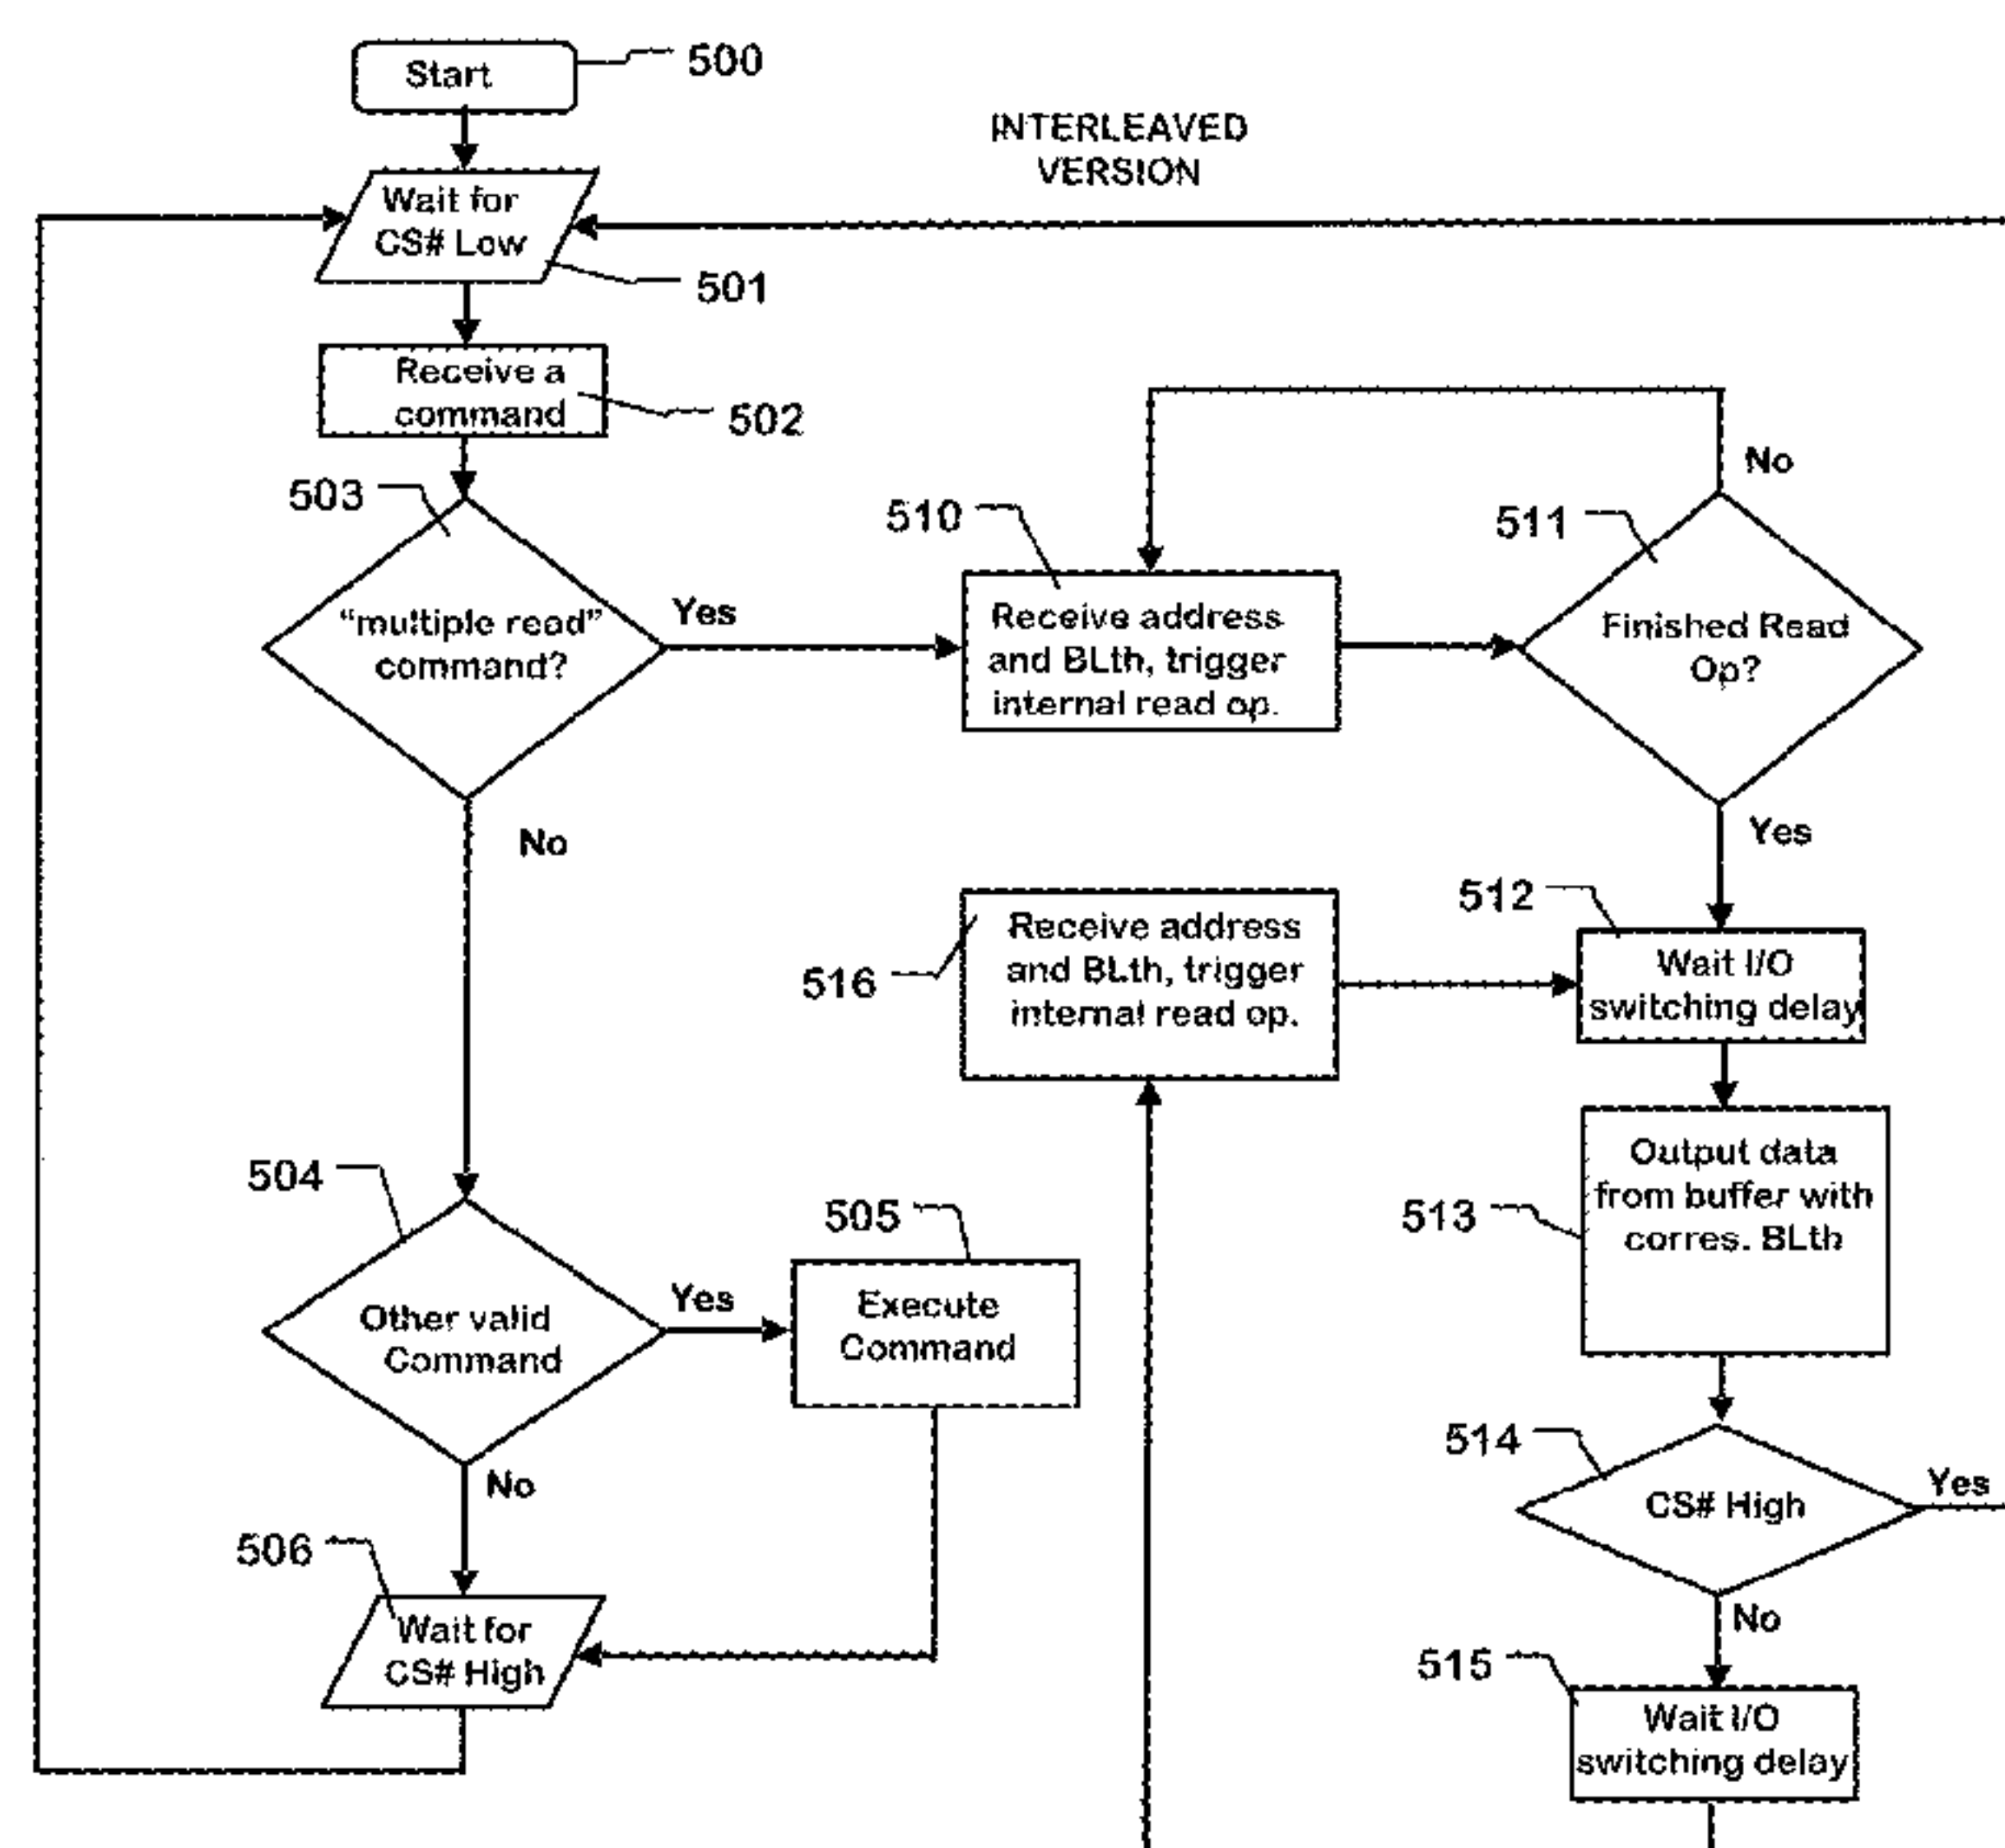 Start
500
INTERLEAVED
VERSION
Wait for
CS# Low
501
Receive a
command
502
503
"multiple read"
command?
Yes
No
510
Receive address
and BLth, trigger
internal read op.
511
Finished Read
Op?
No
Yes
512
Wait I/O
switching delay
516
Receive address
and BLth, trigger
internal read op.
513
Output data
from buffer with
corres. BLth
504
Other valid
Command
Yes
No
505
Execute
Command
506
Wait for
CS# High
514
CS# High
Yes
No
515
Wait I/O
switching delay